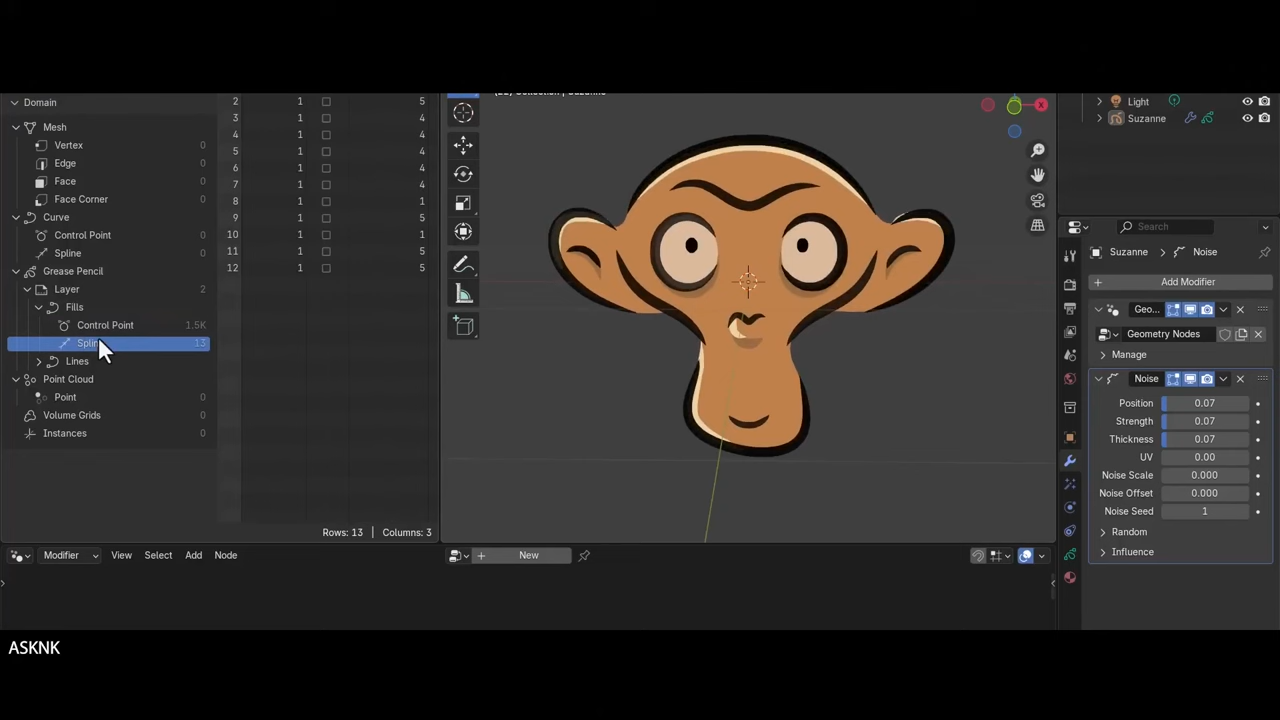 Domain
Mesh
Vertex 0
Edge 0
Face 0
Face Corner 0
Curve
Control Point 0
Spline 0
Grease Pencil
Layer 2
Fills
Control Point 1.5K
Splin 13
Lines
Point Cloud
Point 0
Volume Grids 0
Instances 0
2 1 5
3 1 4
4 1 4
5 1 4
6 1 4
7 1 4
8 1 1
9 1 5
10 1 1
11 1 5
12 1 5
Rows: 13 | Columns: 3
X
Light
Suzanne
Search
Suzanne > Noise
+ Add Modifier
Geo...
Geometry Nodes
Manage
Noise
Position 0.07
Strength 0.07
Thickness 0.07
UV 0.00
Noise Scale 0.000
Noise Offset 0.000
Noise Seed 1
Random
Influence
Modifier View Select Add Node
+ New
ASKNK